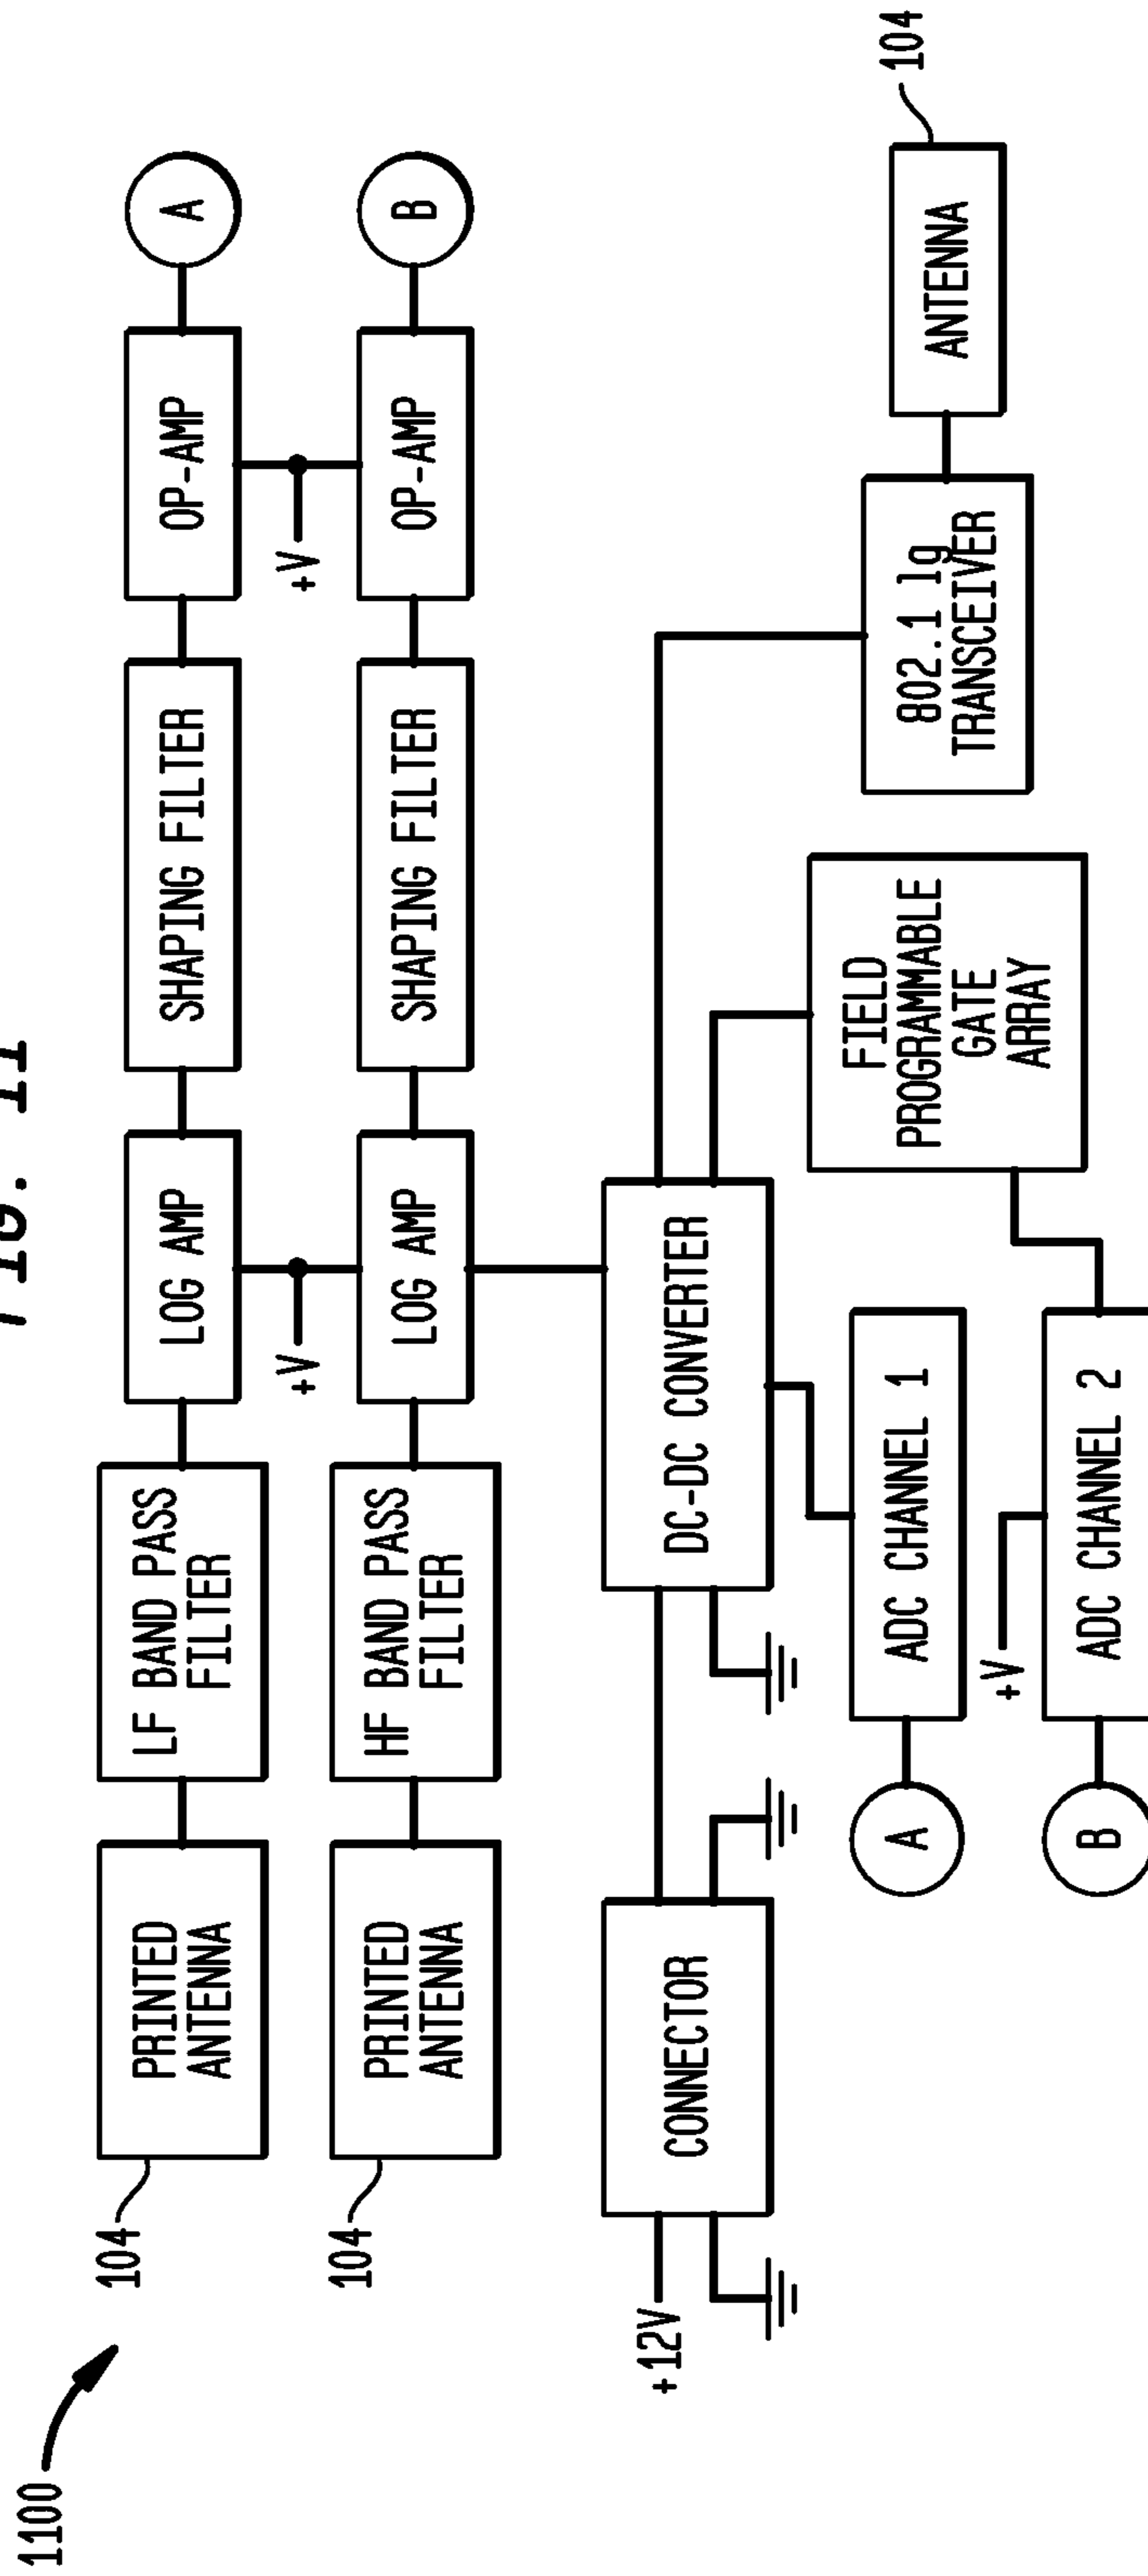 FIG. 11
1100
104
PRINTED
ANTENNA
LF BAND PASS
FILTER
LOG AMP
SHAPING FILTER
OP-AMP
A
+V
+V
104
PRINTED
ANTENNA
HF BAND PASS
FILTER
LOG AMP
SHAPING FILTER
OP-AMP
B
+12V
CONNECTOR
DC-DC CONVERTER
A
ADC CHANNEL 1
+V
B
ADC CHANNEL 2
FIELD
PROGRAMMABLE
GATE
ARRAY
802.1 1g
TRANSCEIVER
ANTENNA
104